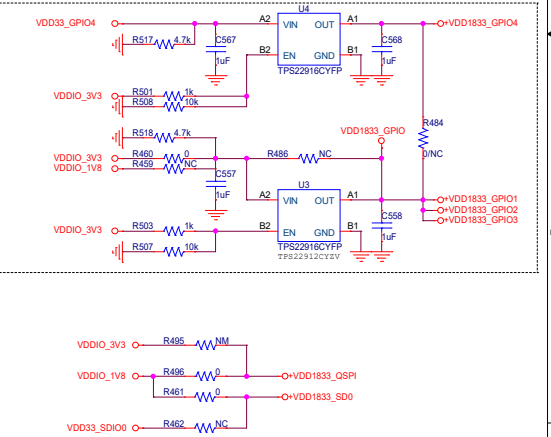 U4
VDD33_GPIO4 A2 VIN OUT A1 +VDD1833_GPIO4
R517 4.7k C567 C568
1uF B2 EN GND B1 1uF
TPS22916CYFP
VDDIO_3V3 R501 1k
R508 10k
R518 4.7k VDD1833_GPIO R484
VDDIO_3V3 R460 0 R486 NC 0/NC
VDDIO_1V8 R459 NC
C557 U3
1uF A2 VIN OUT A1 +VDD1833_GPIO1
+VDD1833_GPIO2
C558 +VDD1833_GPIO3
VDDIO_3V3 R503 1k B2 EN GND B1 1uF
R507 10k TPS22916CYFP
TPS22912CYZV
VDDIO_3V3 R495 NM
VDDIO_1V8 R496 0 +VDD1833_QSPI
R461 0 +VDD1833_SD0
VDD33_SDIO0 R462 NC